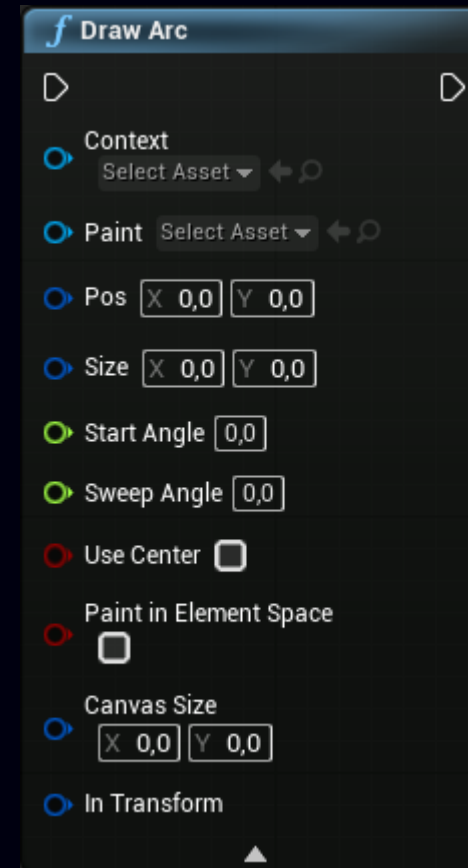 f Draw Arc
Context
Select Asset
Paint Select Asset
Pos X 0,0 Y 0,0
Size X 0,0 Y 0,0
Start Angle 0,0
Sweep Angle 0,0
Use Center
Paint in Element Space
Canvas Size
X 0,0 Y 0,0
In Transform